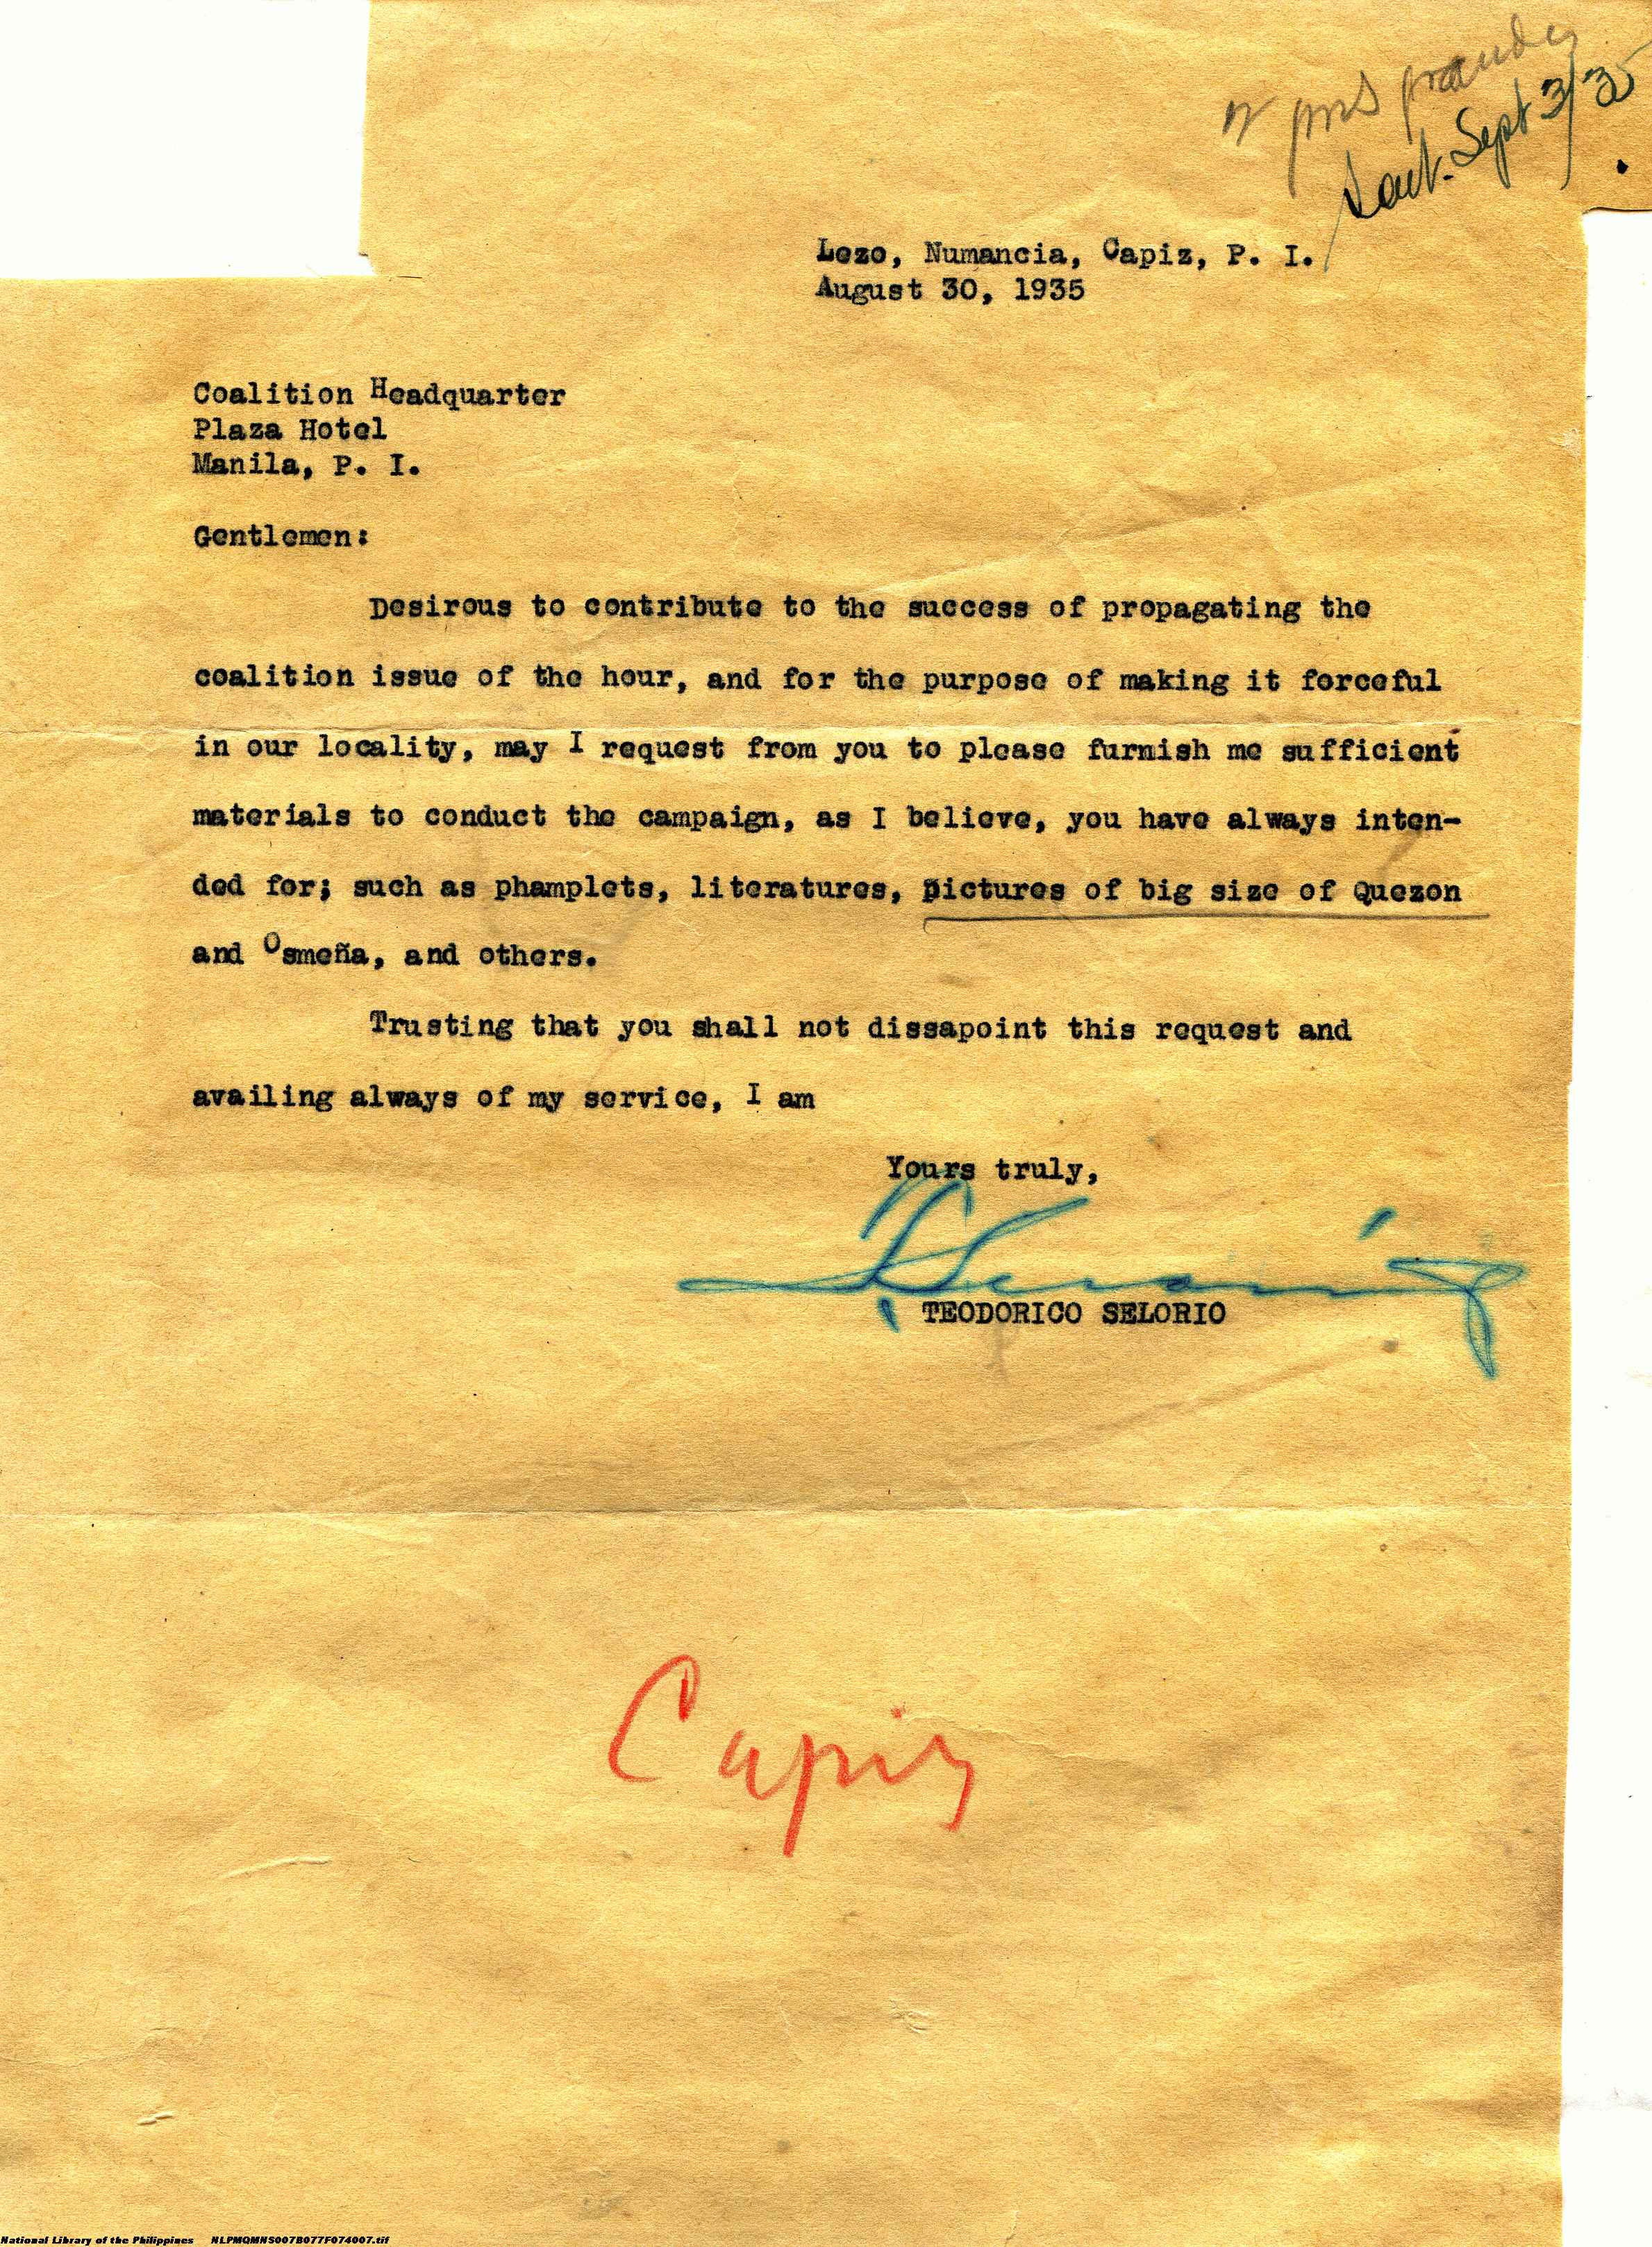 Sent. Sept 3/35
Lezo, Numancia, Capiz, P. I.
August 30, 1935
Coalition Headquarter
Plaza Hotel
Manila, P. I.
Gentlemen:
Desirous to contribute to the success of propagating the
coalition issue of the hour, and for the purpose of making it forceful
in our locality, may I request from you to please furnish me sufficient
materials to conduct the campaign, as I believe, you have always inten-
ded for; such as phamplets, literatures, pictures of big size of Quezon
and Osmeña, and others.
Trusting that you shall not dissapoint this request and
availing always of my service, I am
Yours truly,
TEODORICO SELORIO
Capiz
National Library of the Philippines NLPMQMNS007B077F074007.tif